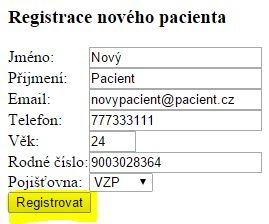 Registrace nového pacienta
Jméno: Nový
Přijmení: Pacient
Email: novypacient@pacient.cz
Telefon: 777333111
Věk: 24
Rodné číslo: 9003028364
Pojišťovna: VZP
Registrovat